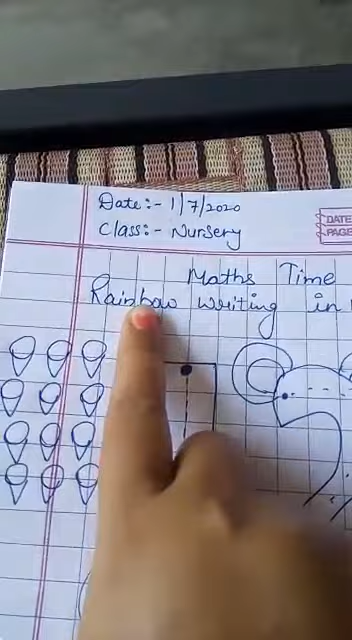 Date:- 1/7/2020
Class:- Nursery
DATE
PAGE
Maths Time
Rainbow writing in